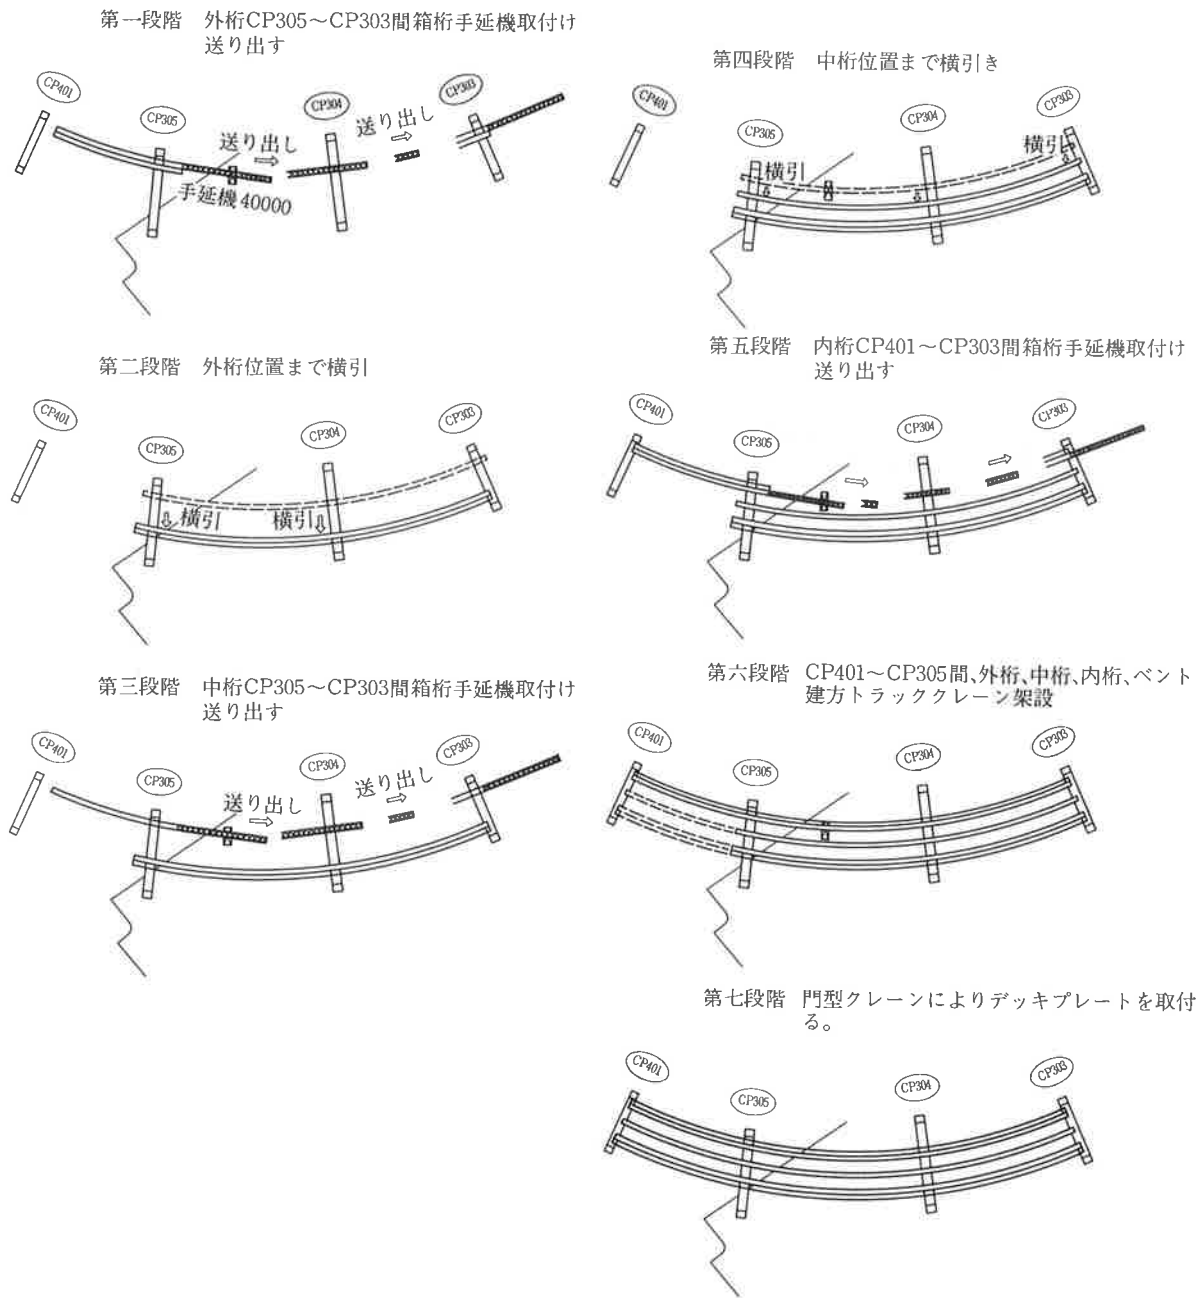 第一段階 外桁CP305～CP303間箱桁手延機取付け
送り出す
CP401
CP305
CP304
CP303
送り出し
送り出し
手延機40000
第二段階 外桁位置まで横引
CP401
CP305
CP304
CP303
横引
横引
第三段階 中桁CP305～CP303間箱桁手延機取付け
送り出す
CP401
CP305
CP304
CP303
送り出し
送り出し
第四段階 中桁位置まで横引き
CP401
CP305
CP304
CP303
横引
横引
第五段階 内桁CP401～CP303間箱桁手延機取付け
送り出す
CP401
CP305
CP304
CP303
第六段階 CP401～CP305間、外桁、中桁、内桁、ベント
建方トラッククレーン架設
CP401
CP305
CP304
CP303
第七段階 門型クレーンによりデッキプレートを取付
る。
CP401
CP305
CP304
CP303